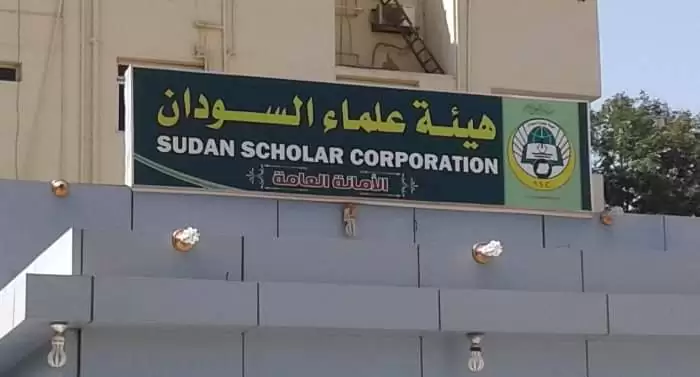 هيئة علماء السودان
SUDAN SCHOLAR CORPORATION
الأمانة العامة
S.S.C